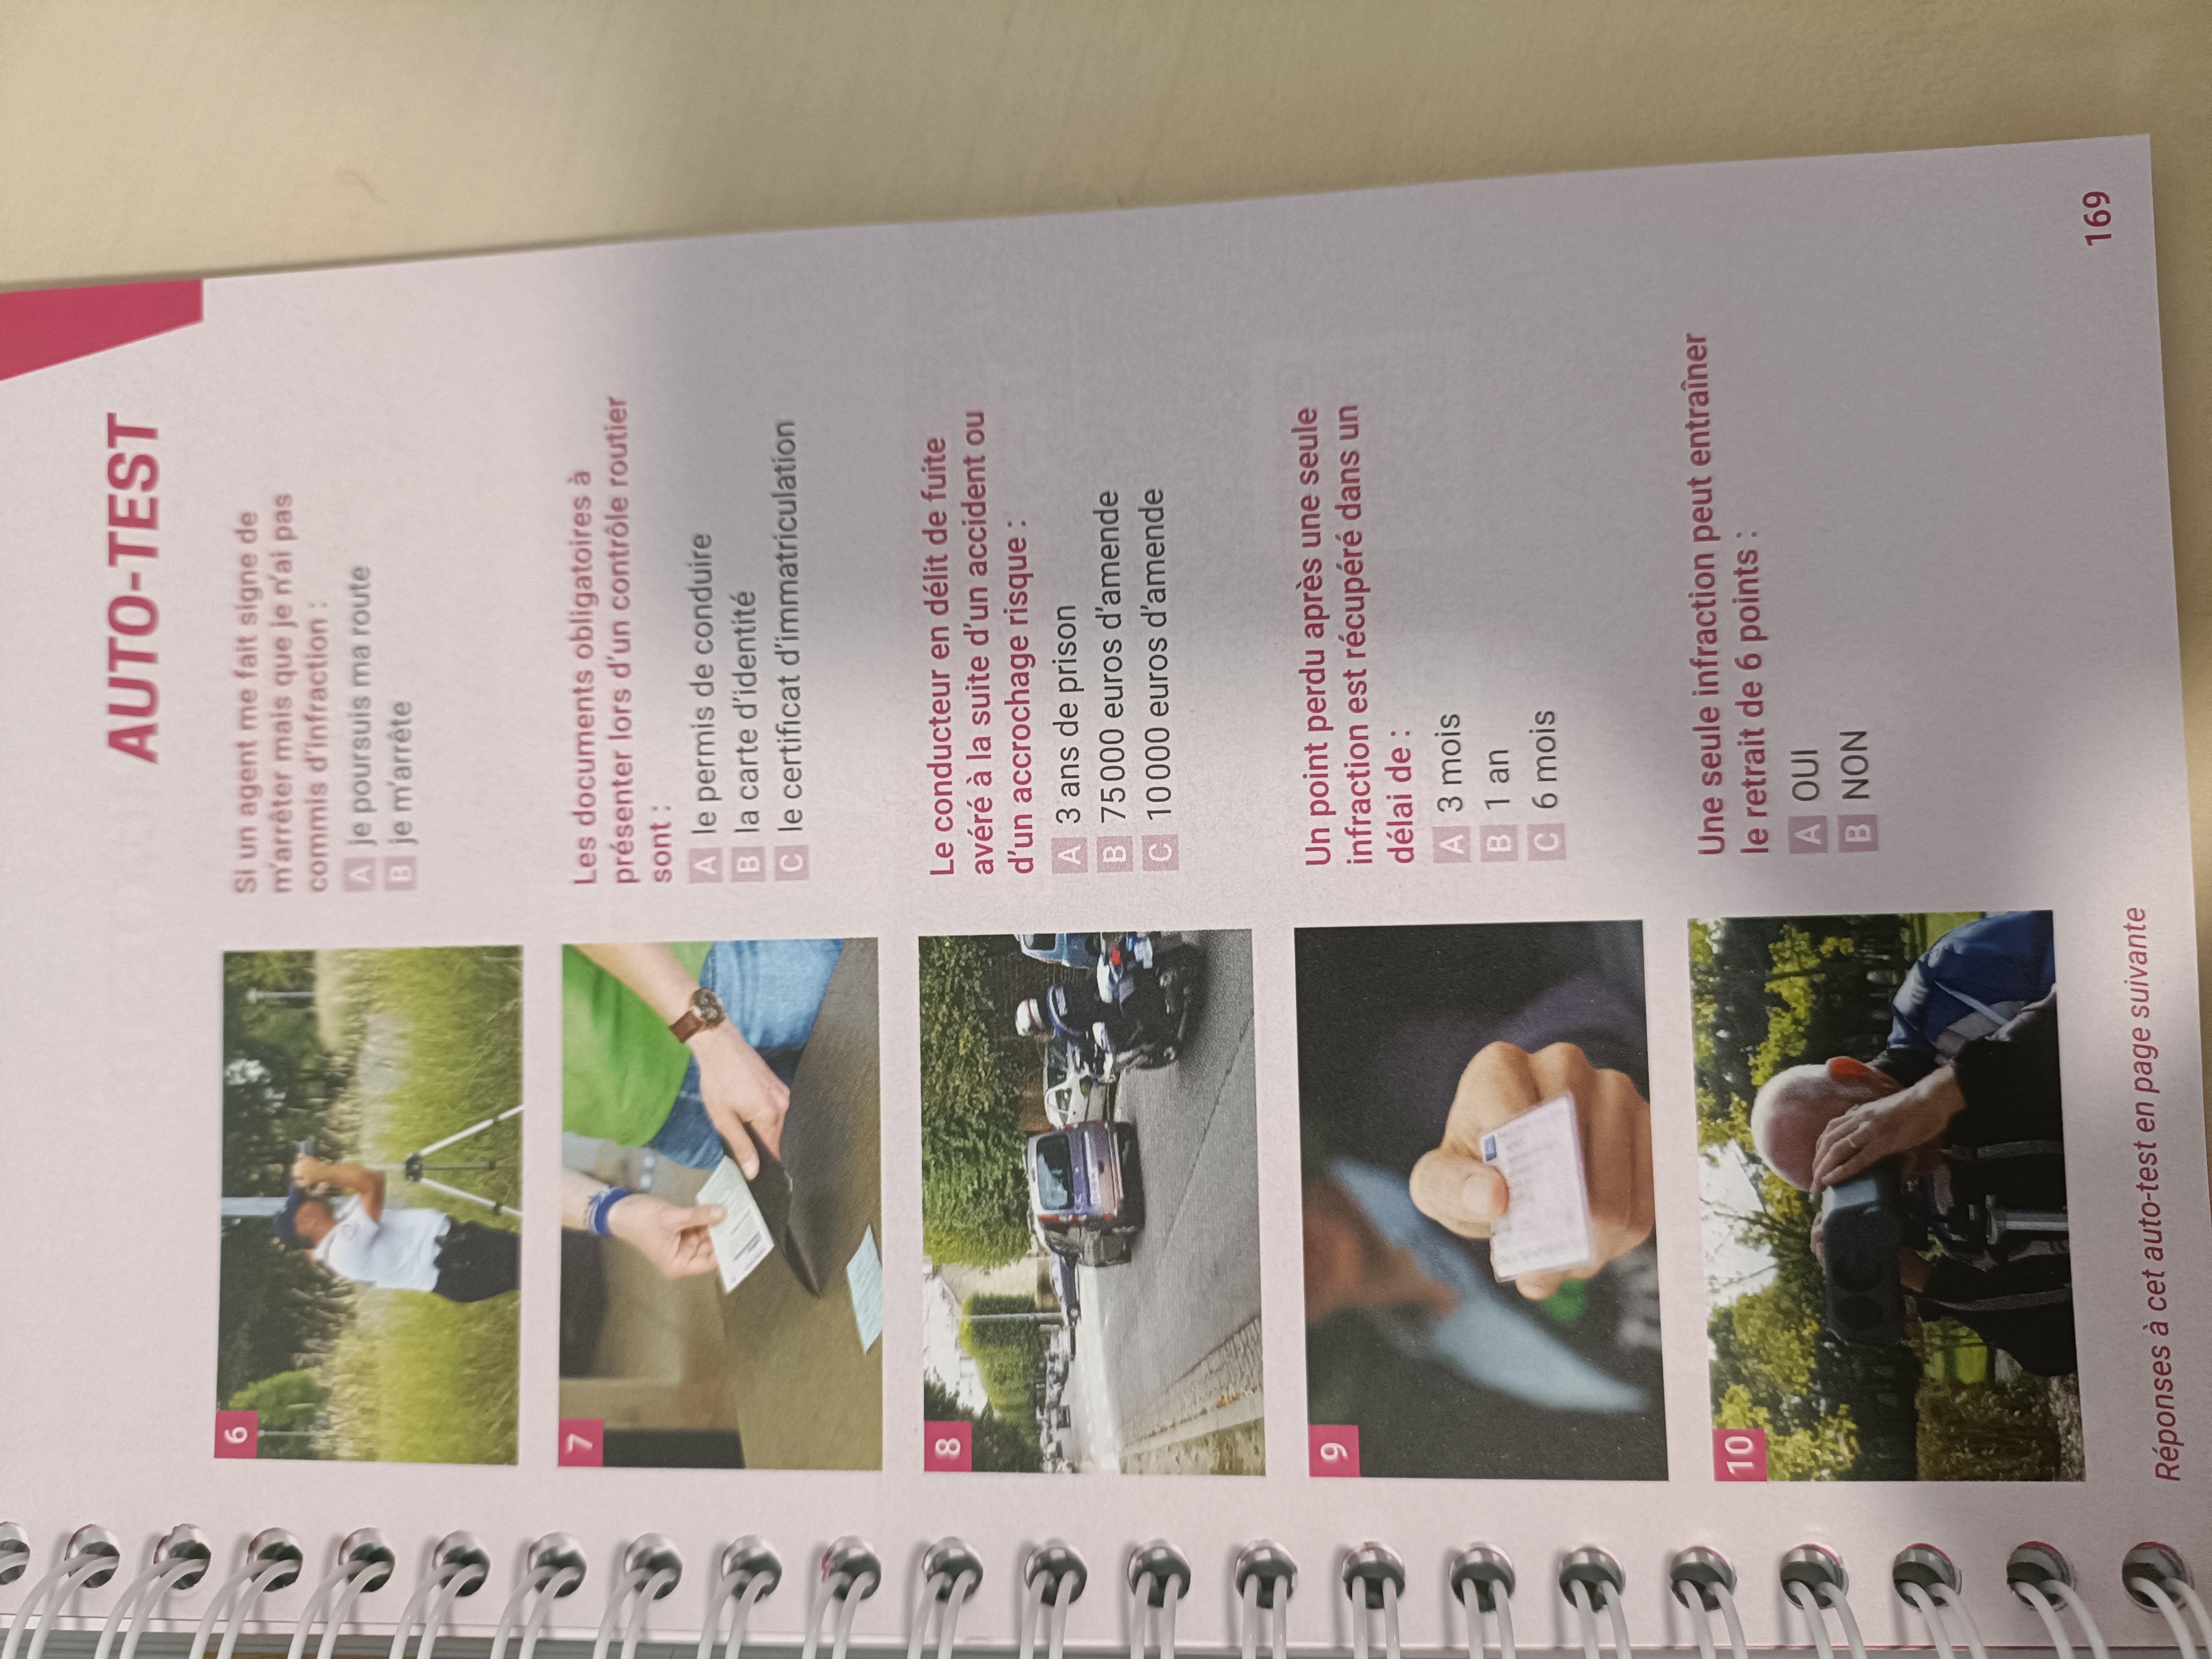 AUTO-TEST
6
Si un agent me fait signe de
m'arrêter mais que je n'ai pas
commis d'infraction :
A je poursuis ma route
B je m'arrête
7
Les documents obligatoires à
présenter lors d'un contrôle routier
sont :
A le permis de conduire
B la carte d'identité
C le certificat d'immatriculation
8
Le conducteur en délit de fuite
avéré à la suite d'un accident ou
d'un accrochage risque :
A 3 ans de prison
B 75 000 euros d'amende
C 10 000 euros d'amende
9
Un point perdu après une seule
infraction est récupéré dans un
délai de :
A 3 mois
B 1 an
C 6 mois
10
Une seule infraction peut entraîner
le retrait de 6 points :
A OUI
B NON
Réponses à cet auto-test en page suivante
169